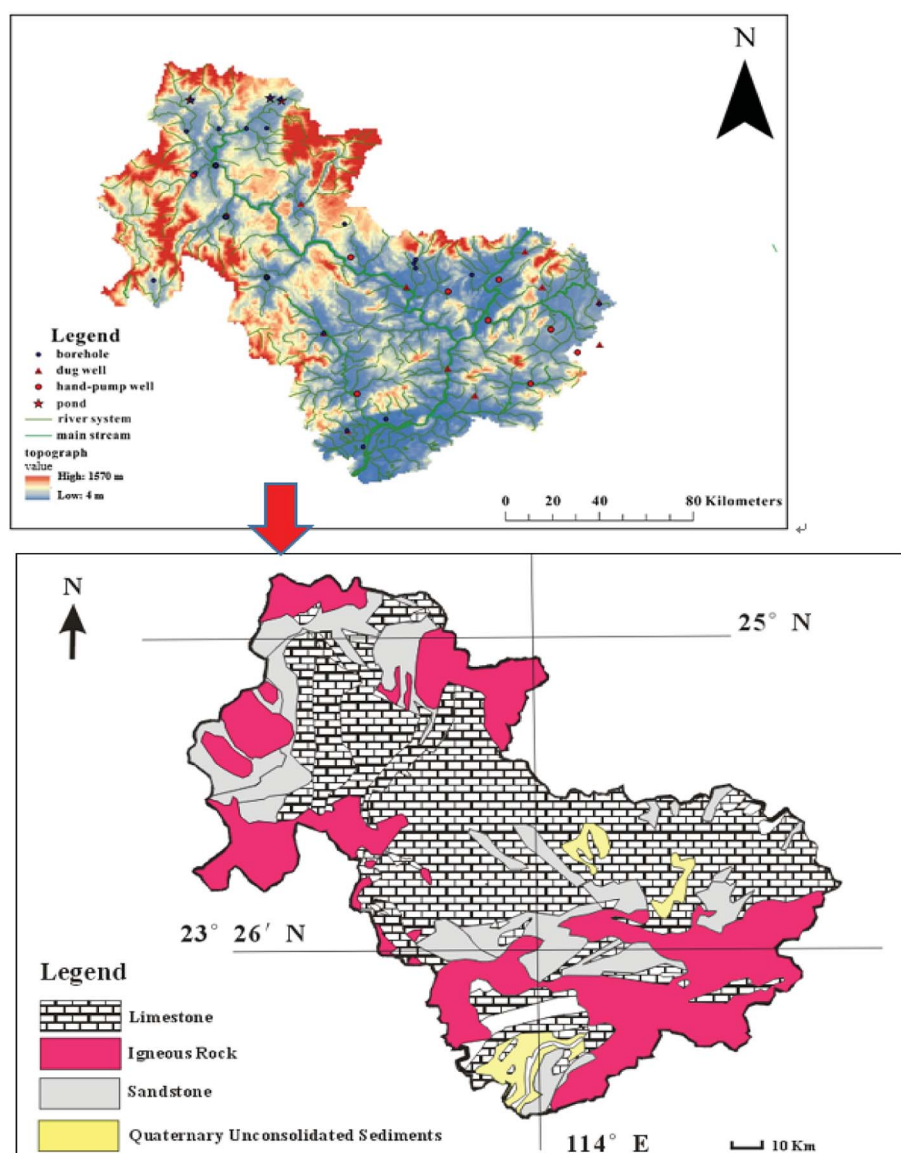 N
Legend
borehole
dug well
hand-pump well
pond
river system
main stream
topograph
value
High: 1570 m
Low: 4 m
0 20 40 80 Kilometers
N
25° N
23° 26′ N
114° E
Legend
Limestone
Igneous Rock
Sandstone
Quaternary Unconsolidated Sediments
10 Km